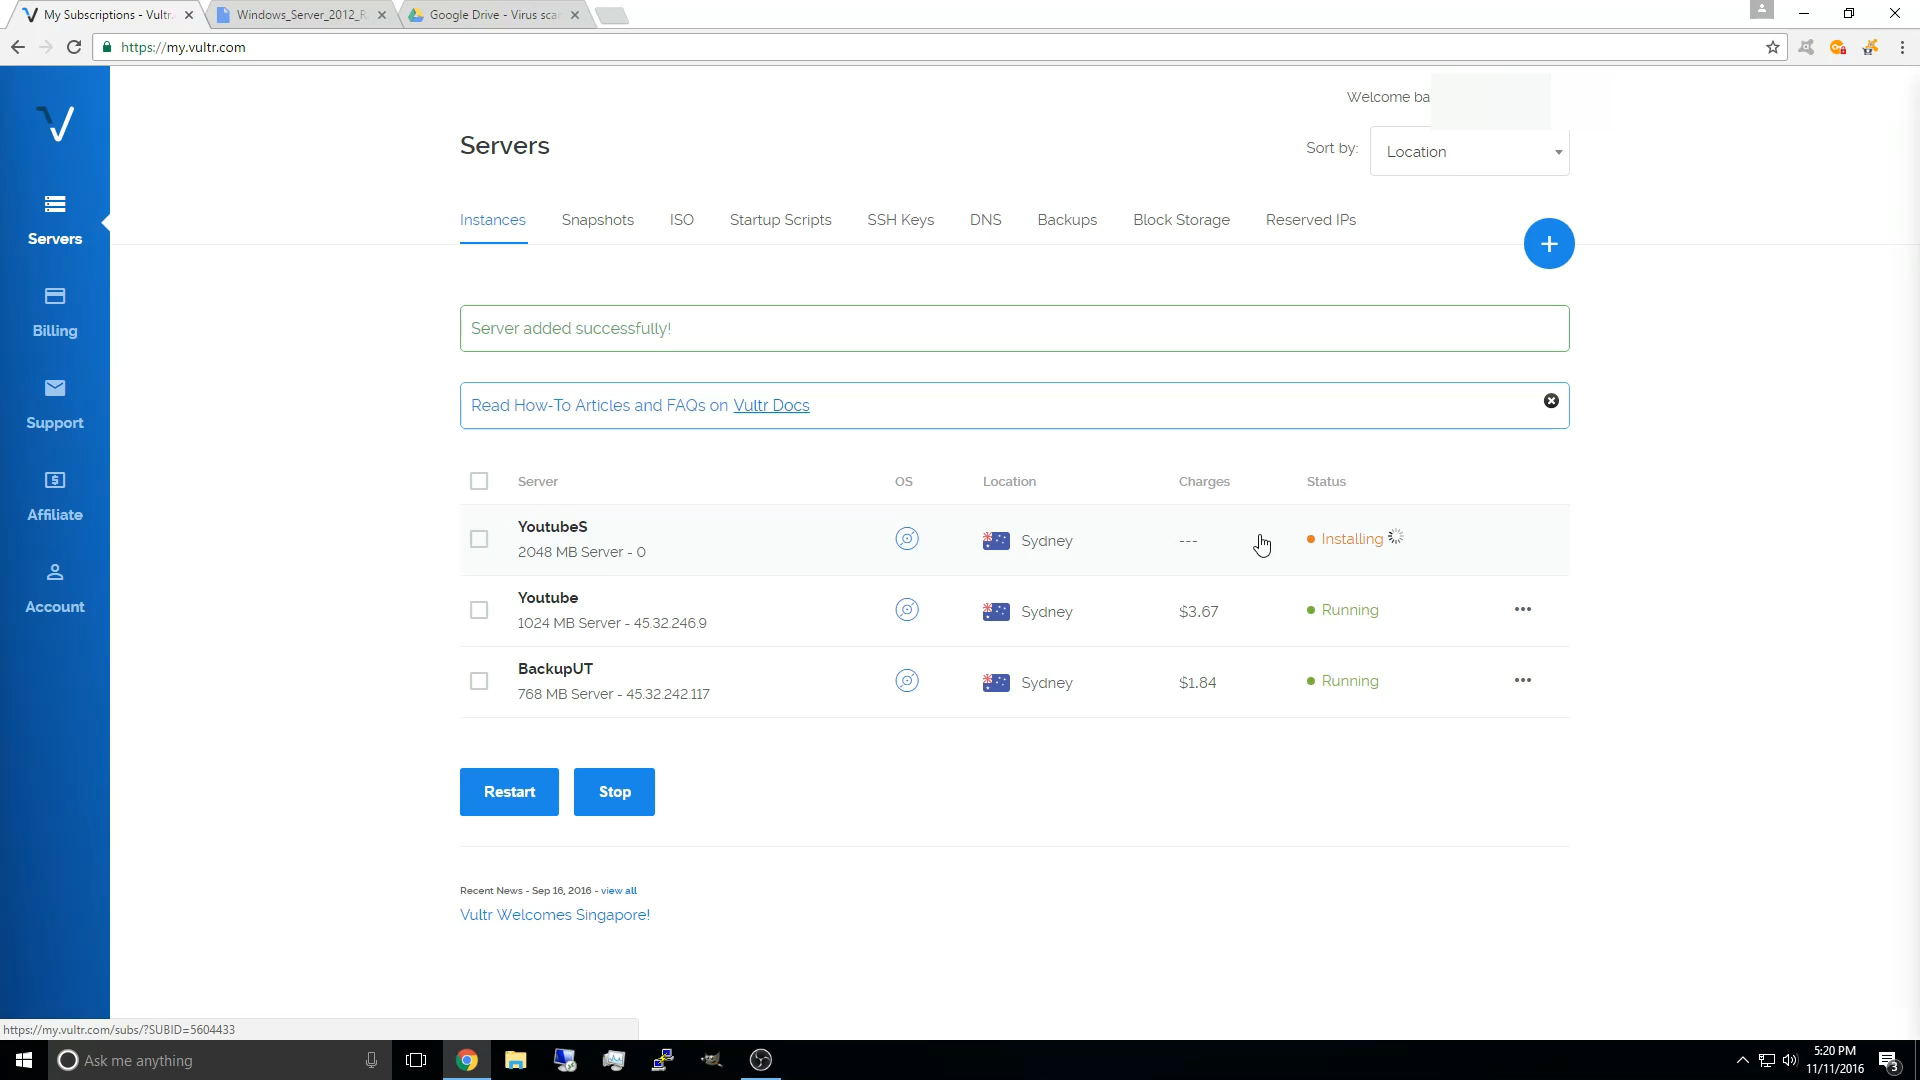 My Subscriptions - Vultr.
Windows_Server_2012_R
Google Drive - Virus sca
https://my.vultr.com
Welcome ba
Servers
Sort by:
Location
Instances
Snapshots
ISO
Startup Scripts
SSH Keys
DNS
Backups
Block Storage
Reserved IPs
+
Servers
Billing
Support
Affiliate
Account
Server added successfully!
Read How-To Articles and FAQs on Vultr Docs
Server
OS
Location
Charges
Status
YoutubeS
2048 MB Server - 0
Sydney
---
Installing
Youtube
1024 MB Server - 45.32.246.9
Sydney
$3.67
Running
BackupUT
768 MB Server - 45.32.242.117
Sydney
$1.84
Running
Restart
Stop
Recent News - Sep 16, 2016 - view all
Vultr Welcomes Singapore!
https://my.vultr.com/subs/?SUBID=5604433
Ask me anything
5:20 PM
11/11/2016
3